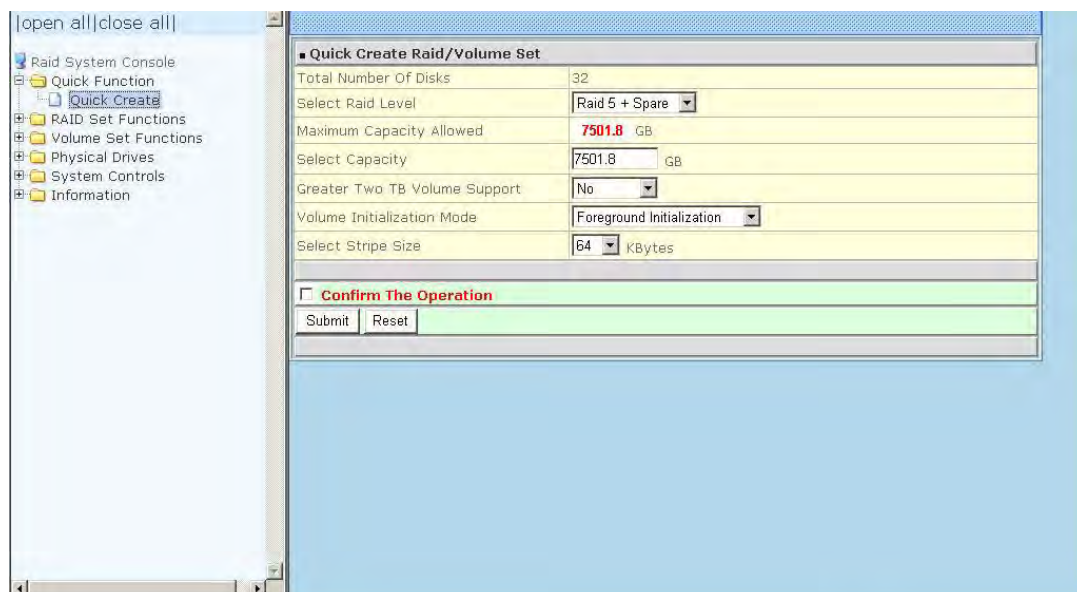 |open all|close all|
Raid System Console
Quick Function
Quick Create
RAID Set Functions
Volume Set Functions
Physical Drives
System Controls
Information
Quick Create Raid/Volume Set
Total Number Of Disks 32
Select Raid Level Raid 5 + Spare
Maximum Capacity Allowed 7501.8 GB
Select Capacity 7501.8 GB
Greater Two TB Volume Support No
Volume Initialization Mode Foreground Initialization
Select Stripe Size 64 KBytes
Confirm The Operation
Submit Reset